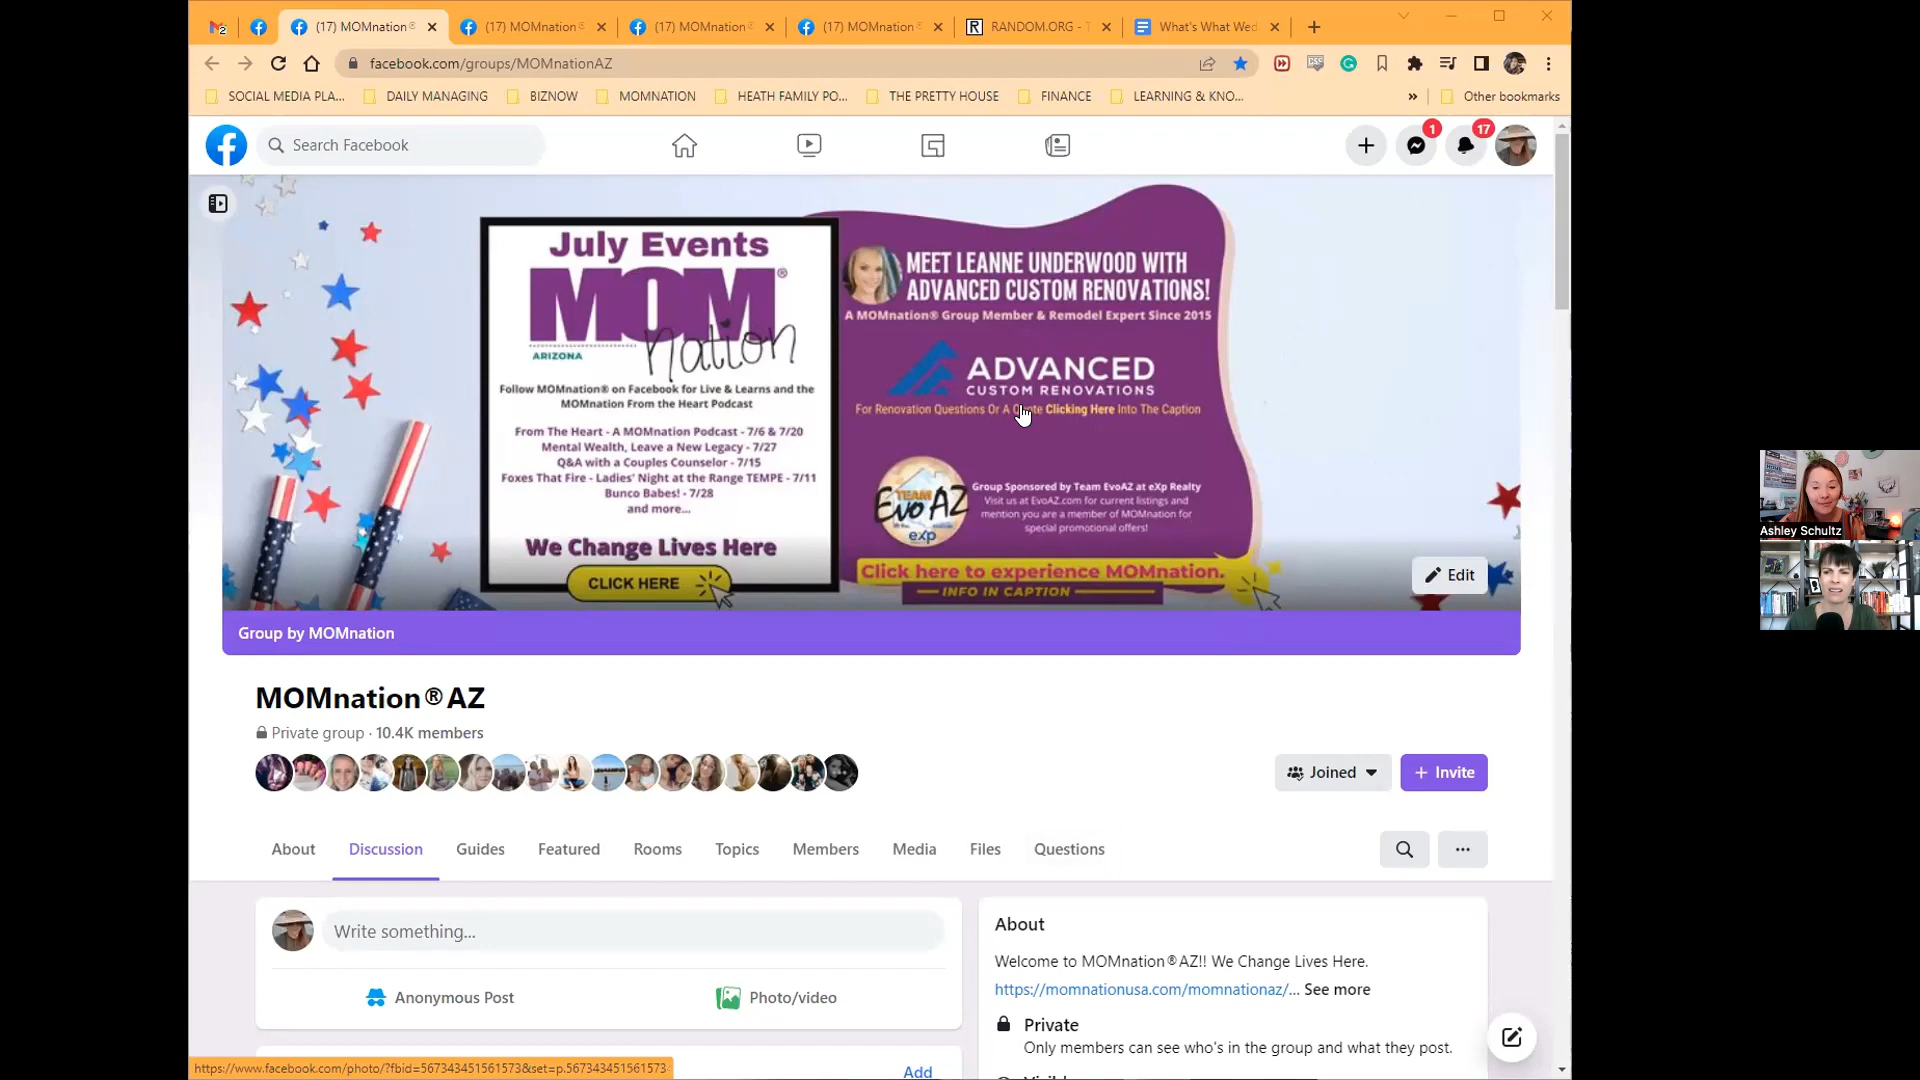 (17) MOMnation®
(17) MOMnation®
(17) MOMnation®
(17) MOMnation®
RANDOM.ORG -
What's What Wed
facebook.com/groups/MOMnationAZ
SOCIAL MEDIA PLA...
DAILY MANAGING
BIZNOW
MOMNATION
HEATH FAMILY PO...
THE PRETTY HOUSE
FINANCE
LEARNING & KNO...
»
Other bookmarks
Search Facebook
1
17
July Events
MOM®
nation
ARIZONA
Follow MOMnation® on Facebook for Live & Learns and the
MOMnation From the Heart Podcast
From The Heart - A MOMnation Podcast - 7/6 & 7/20
Mental Wealth, Leave a New Legacy - 7/27
Q&A with a Couples Counselor - 7/15
Foxes That Fire - Ladies' Night at the Range TEMPE - 7/11
Bunco Babes! - 7/28
and more...
We Change Lives Here
CLICK HERE
MEET LEANNE UNDERWOOD WITH
ADVANCED CUSTOM RENOVATIONS!
A MOMnation® Group Member & Remodel Expert Since 2015
ADVANCED
CUSTOM RENOVATIONS
For Renovation Questions Or A Quote Clicking Here Into The Caption
TEAM
EvoAZ
eXp
Group Sponsored by Team EvoAZ at eXp Realty
Visit us at EvoAZ.com for current listings and
mention you are a member of MOMnation for
special promotional offers!
Click here to experience MOMnation.
INFO IN CAPTION
Edit
Group by MOMnation
MOMnation®AZ
Private group · 10.4K members
Joined
+ Invite
About
Discussion
Guides
Featured
Rooms
Topics
Members
Media
Files
Questions
Write something...
Anonymous Post
Photo/video
Add
About
Welcome to MOMnation®AZ!! We Change Lives Here.
https://momnationusa.com/momnationaz/... See more
Private
Only members can see who's in the group and what they post.
https://www.facebook.com/photo/?fbid=567343451561573&set=p.567343451561573
Ashley Schultz